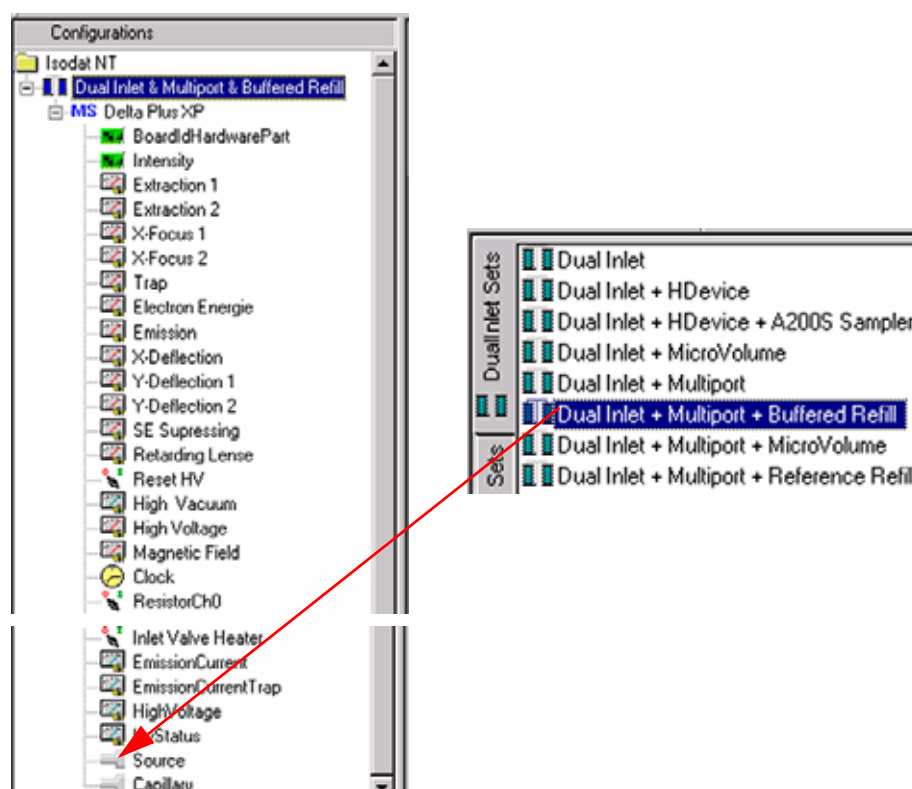 Configurations
Isodat NT
Dual Inlet & Multiport & Buffered Refill
MS Delta Plus XP
BoardIdHardwarePart
Intensity
Extraction 1
Extraction 2
X-Focus 1
X-Focus 2
Trap
Electron Energie
Emission
X-Deflection
Y-Deflection 1
Y-Deflection 2
SE Supressing
Retarding Lense
Reset HV
High Vacuum
High Voltage
Magnetic Field
Clock
ResistorCh0
Inlet Valve Heater
EmissionCurrent
EmissionCurrentTrap
HighVoltage
Status
Source
Capillary
Dual Inlet Sets
Sets
Dual Inlet
Dual Inlet + HDevice
Dual Inlet + HDevice + A200S Sampler
Dual Inlet + MicroVolume
Dual Inlet + Multiport
Dual Inlet + Multiport + Buffered Refill
Dual Inlet + Multiport + MicroVolume
Dual Inlet + Multiport + Reference Refill